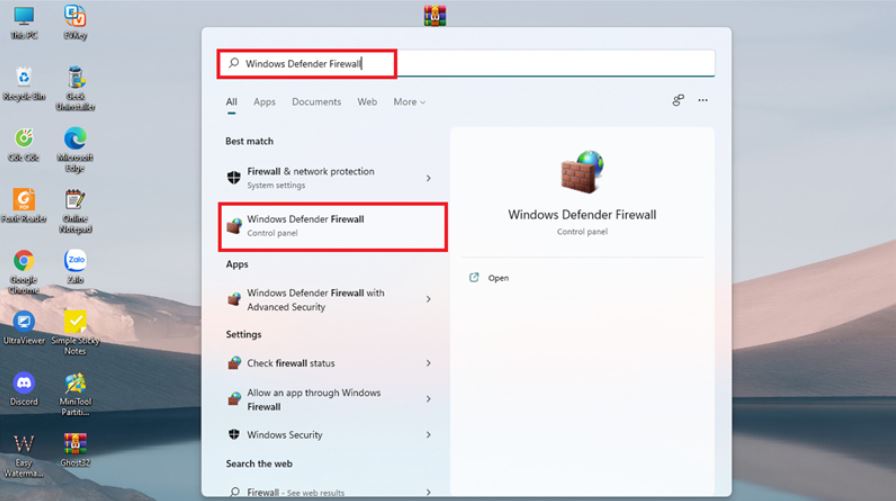 This PC
EVKey
Recycle Bin
Geek
Uninstaller
Cốc Cốc
Microsoft
Edge
Foxit Reader
Online
Notepad
Google
Chrome
Zalo
Zalo
UltraViewer
Simple Sticky
Notes
Discord
MiniTool
Partiti...
Easy
Waterma...
Ghost32
Windows Defender Firewall
All
Apps
Documents
Web
More
Best match
Firewall & network protection
System settings
Windows Defender Firewall
Control panel
Apps
Windows Defender Firewall with
Advanced Security
Settings
Check firewall status
Allow an app through Windows
Firewall
Windows Security
Search the web
Firewall - See web results
Windows Defender Firewall
Control panel
Open